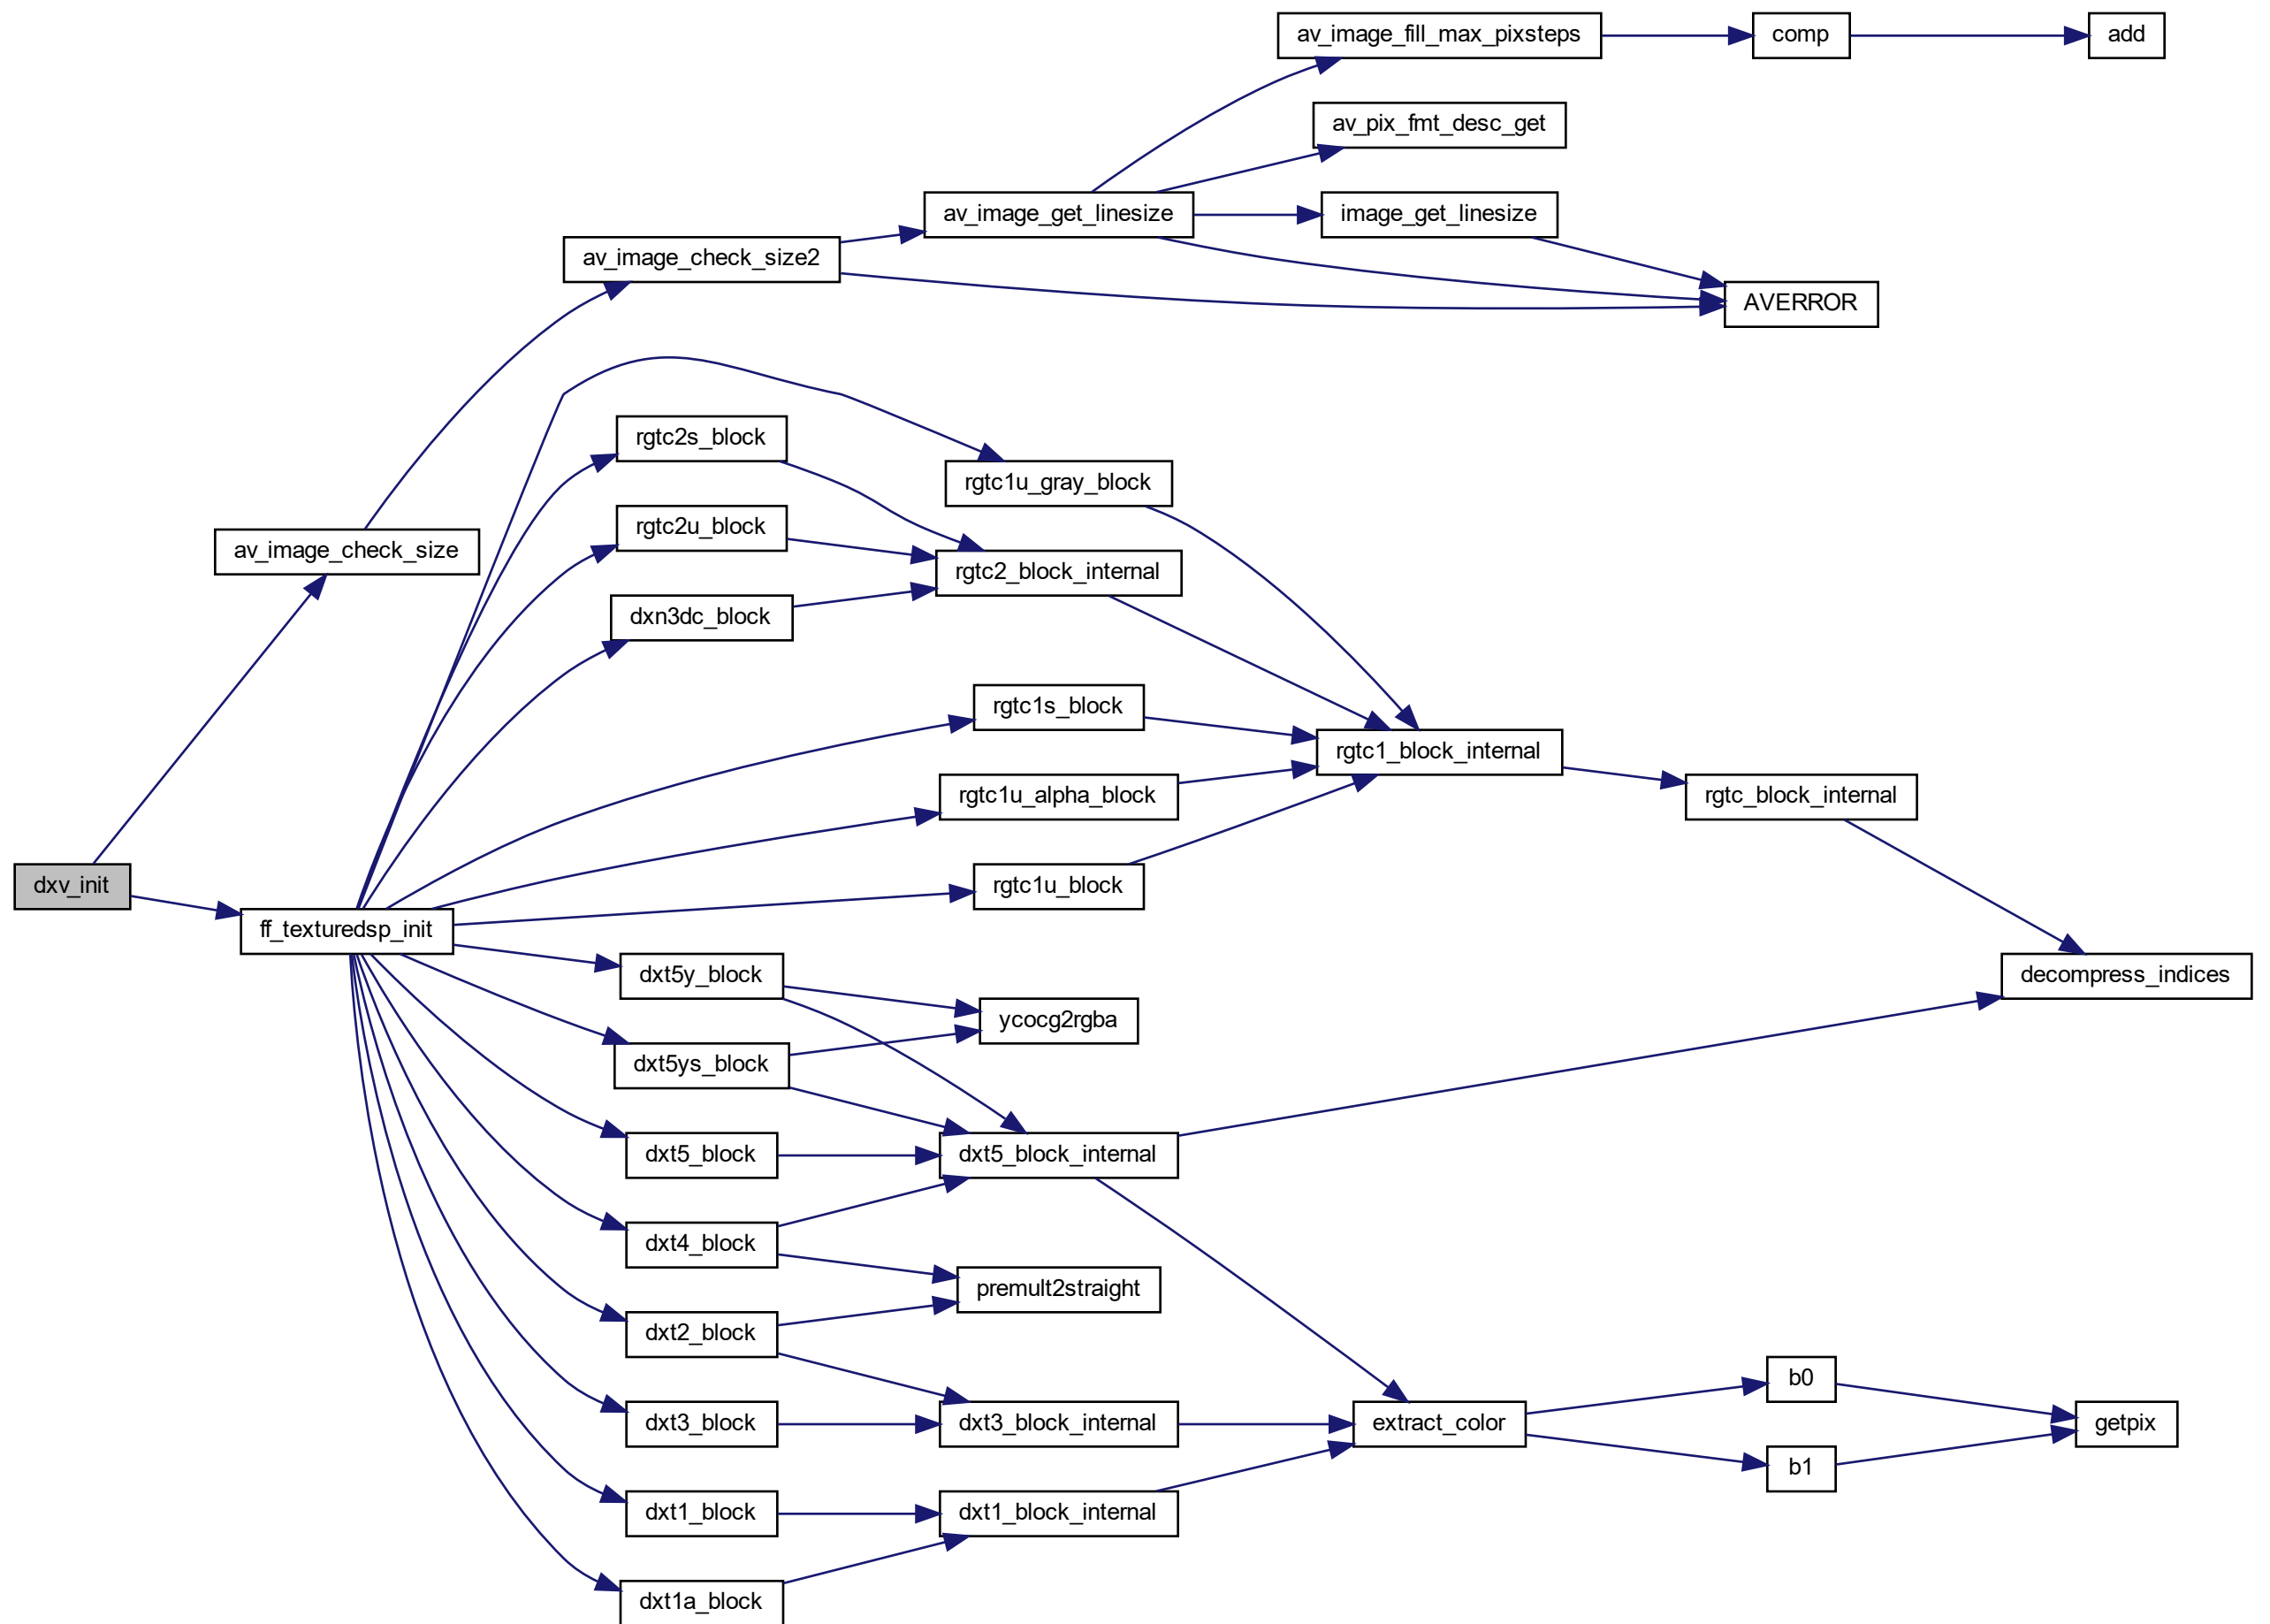 av_image_fill_max_pixsteps
comp
add
av_pix_fmt_desc_get
av_image_get_linesize
image_get_linesize
av_image_check_size2
AVERROR
rgtc2s_block
rgtc1u_gray_block
rgtc2u_block
av_image_check_size
rgtc2_block_internal
dxn3dc_block
rgtc1s_block
rgtc1_block_internal
rgtc1u_alpha_block
rgtc_block_internal
dxv_init
rgtc1u_block
ff_texturedsp_init
dxt5y_block
decompress_indices
ycocg2rgba
dxt5ys_block
dxt5_block
dxt5_block_internal
dxt4_block
premult2straight
dxt2_block
b0
dxt3_block
dxt3_block_internal
extract_color
getpix
b1
dxt1_block
dxt1_block_internal
dxt1a_block